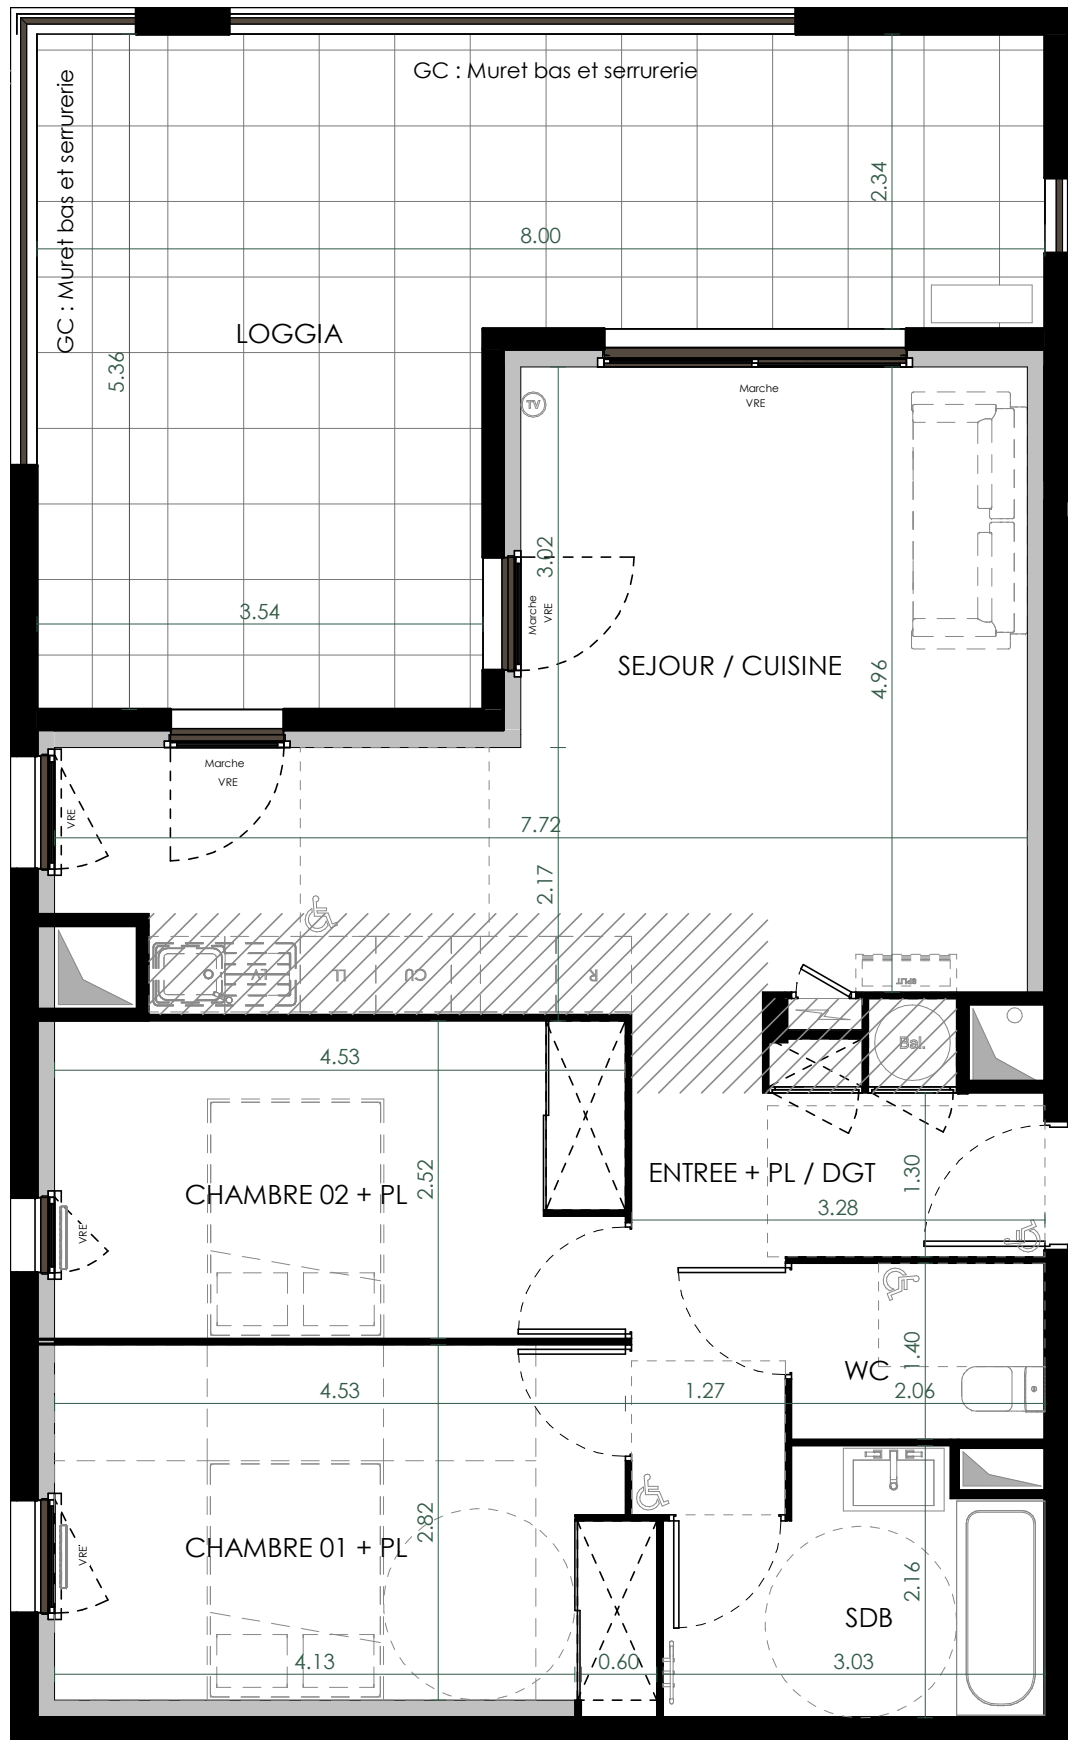 GC : Muret bas et serrurerie
GC : Muret bas et serrurerie
2.34
8.00
LOGGIA
5.36
Marche
VRE
TV
3.02
Marche
VRE
3.54
SEJOUR / CUISINE
4.96
Marche
VRE
VRE
7.72
2.17
LV
LL
CU
R
SPLIT
Bal.
4.53
CHAMBRE 02 + PL
2.52
VRE
ENTREE + PL / DGT
1.30
3.28
WC
1.40
2.06
4.53
1.27
CHAMBRE 01 + PL
2.82
VRE
SDB
2.16
4.13
0.60
3.03